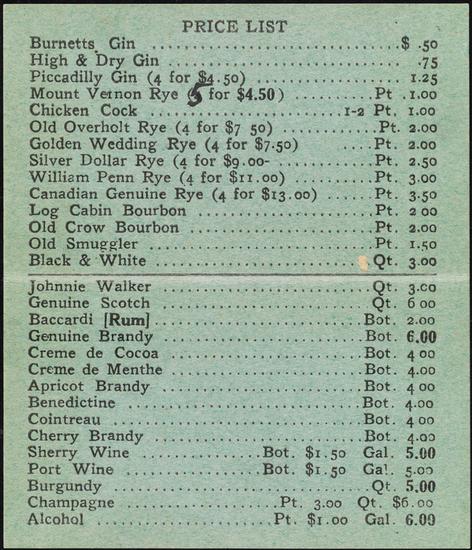 PRICE LIST
Burnetts Gin $ .50
High & Dry Gin .75
Piccadilly Gin (4 for $4.50) 1.25
Mount Vernon Rye (5 for $4.50) Pt .1.00
Chicken Cock 1-2 Pt. 1.00
Old Overholt Rye (4 for $7 50) Pt. 2.00
Golden Wedding Rye (4 for $7.50) Pt. 2.00
Silver Dollar Rye (4 for $9.00- Pt. 2.50
William Penn Rye (4 for $11.00) Pt. 3.00
Canadian Genuine Rye (4 for $13.00) Pt. 3.50
Log Cabin Bourbon Pt. 2 00
Old Crow Bourbon Pt. 2.00
Old Smuggler Pt. 1.50
Black & White Qt. 3.00
Johnnie Walker Qt. 3.00
Genuine Scotch Qt. 6 00
Baccardi [Rum] Bot. 2.00
Genuine Brandy Bot. 6.00
Creme de Cocoa Bot. 4 00
Creme de Menthe Bot. 4.00
Apricot Brandy Bot. 4 00
Benedictine Bot. 4.00
Cointreau Bot. 4 00
Cherry Brandy Bot. 4.00
Sherry Wine Bot. $1.50 Gal. 5.00
Port Wine Bot. $1.50 Gal. 5.00
Burgundy Qt. 5.00
Champagne Pt. 3.00 Qt. $6.00
Alcohol Pt. $1.00 Gal. 6.00